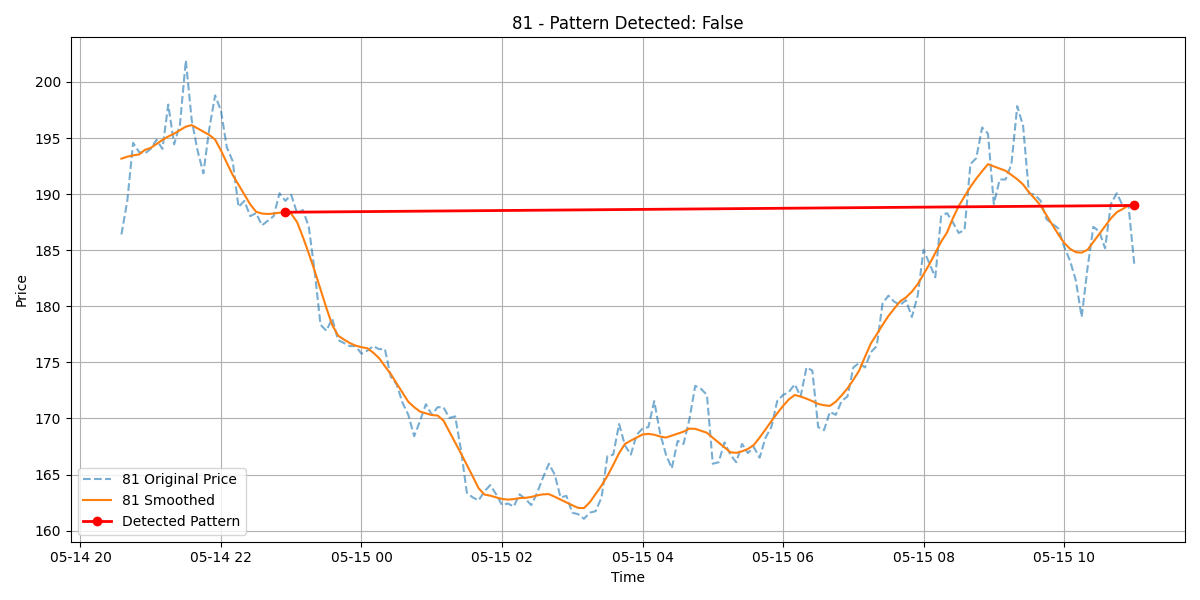 81 - Pattern Detected: False
Price
200
195
190
185
180
175
170
165
160
81 Original Price
81 Smoothed
Detected Pattern
05-14 20
05-14 22
05-15 00
05-15 02
05-15 04
05-15 06
05-15 08
05-15 10
Time